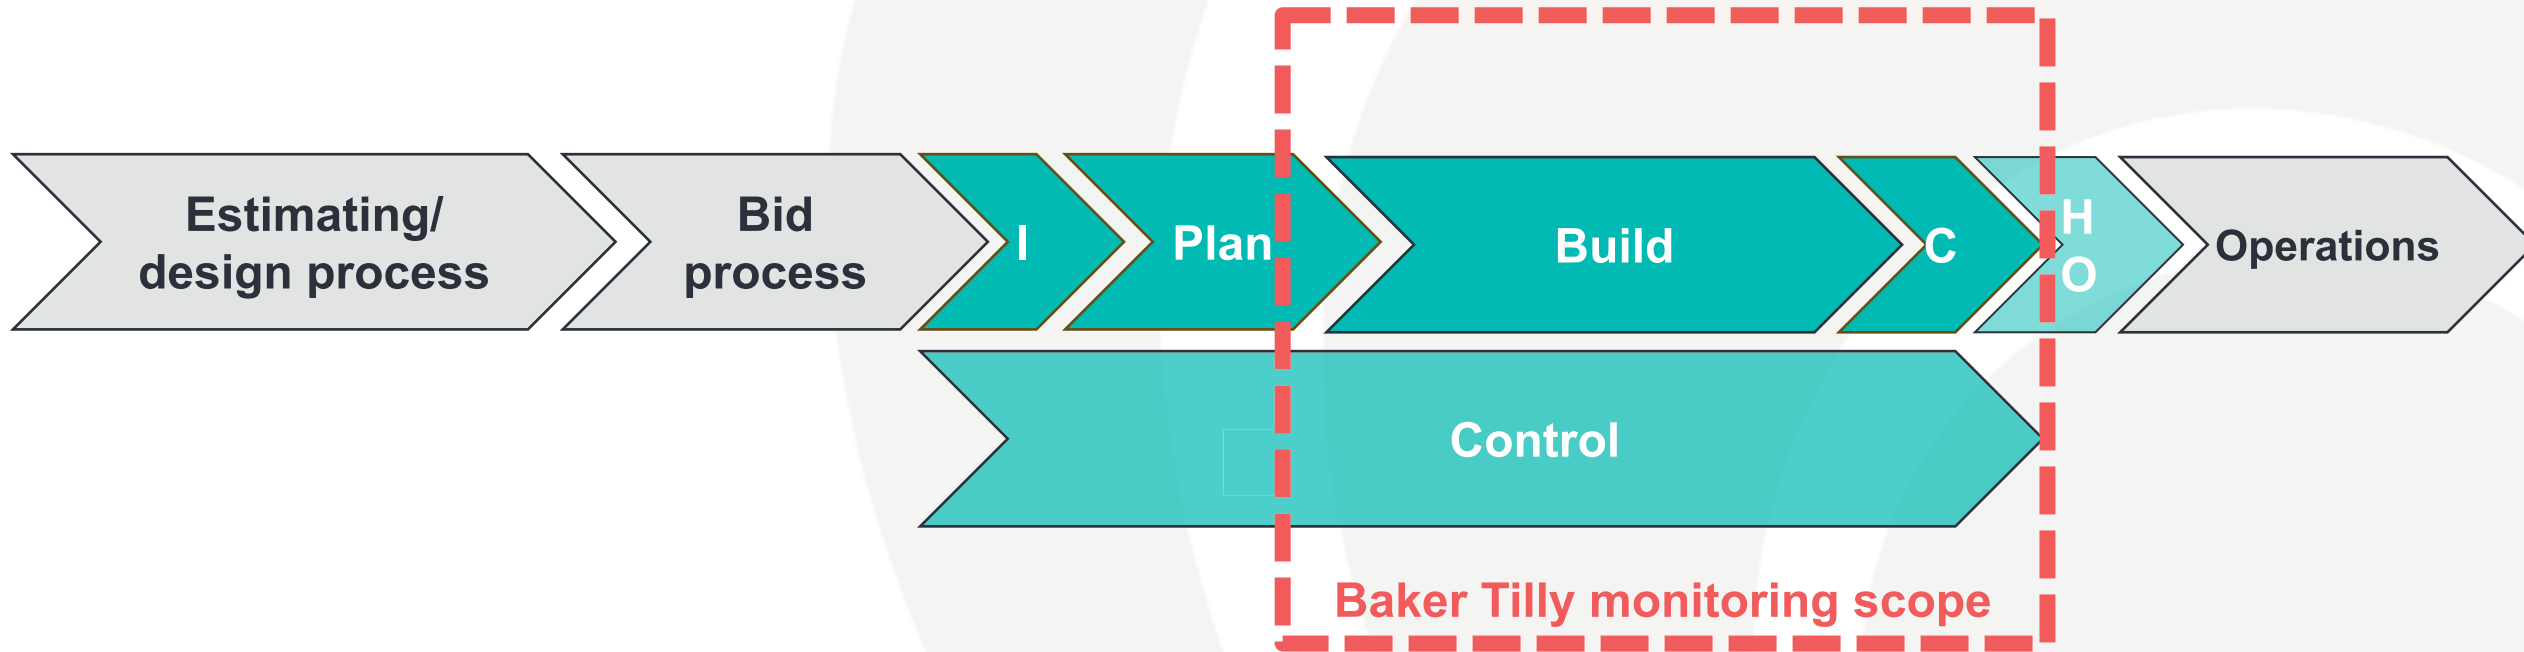 Estimating/
design process
Bid
process
I
Plan
Build
C
H
O
Operations
Control
Baker Tilly monitoring scope